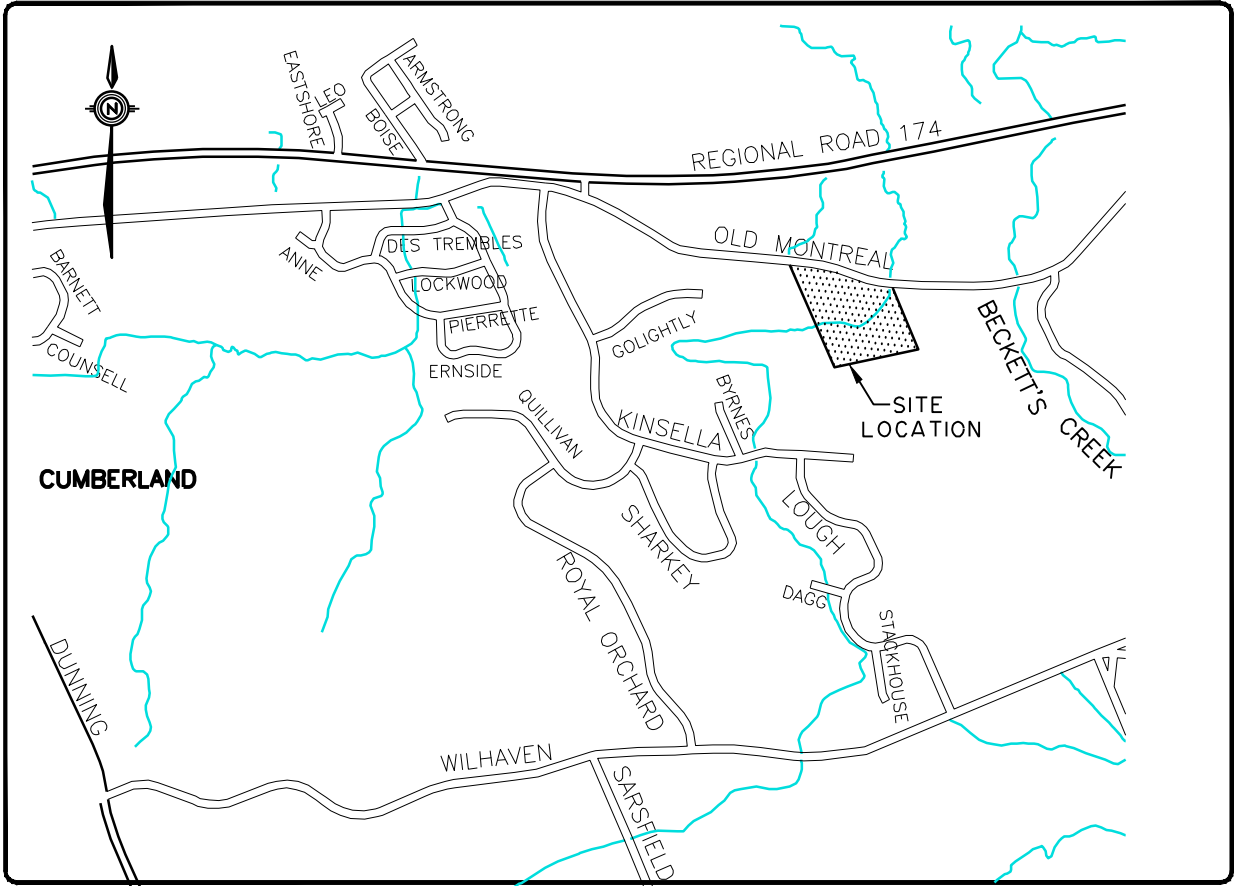 N
EASTSHORE
LEO
ARMSTRONG
BOISE
REGIONAL ROAD 174
OLD MONTREAL
DES TREMBLES
ANNE
LOCKWOOD
BARNETT
PIERRETTE
COUNSELL
ERNSIDE
GOLIGHTLY
BECKETT'S CREEK
SITE
LOCATION
BYRNES
QUILLIVAN
KINSELLA
CUMBERLAND
LOUGH
SHARKEY
ROYAL ORCHARD
DAGG
STACKHOUSE
DUNNING
WILHAVEN
SARSFIELD